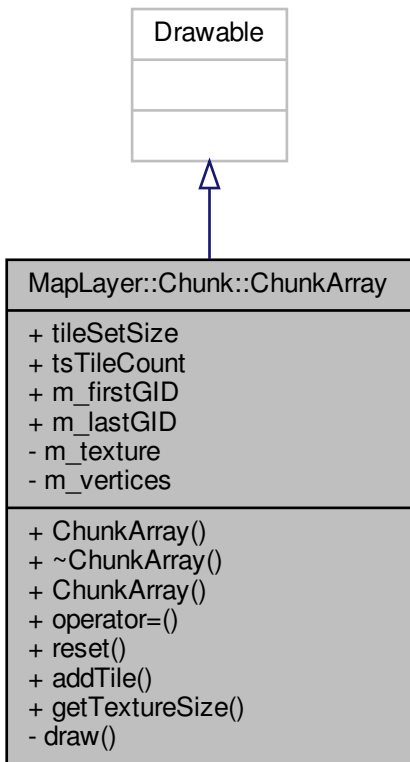 Drawable
MapLayer::Chunk::ChunkArray
+ tileSetSize
+ tsTileCount
+ m_firstGID
+ m_lastGID
- m_texture
- m_vertices
+ ChunkArray()
+ ~ChunkArray()
+ ChunkArray()
+ operator=()
+ reset()
+ addTile()
+ getTextureSize()
- draw()